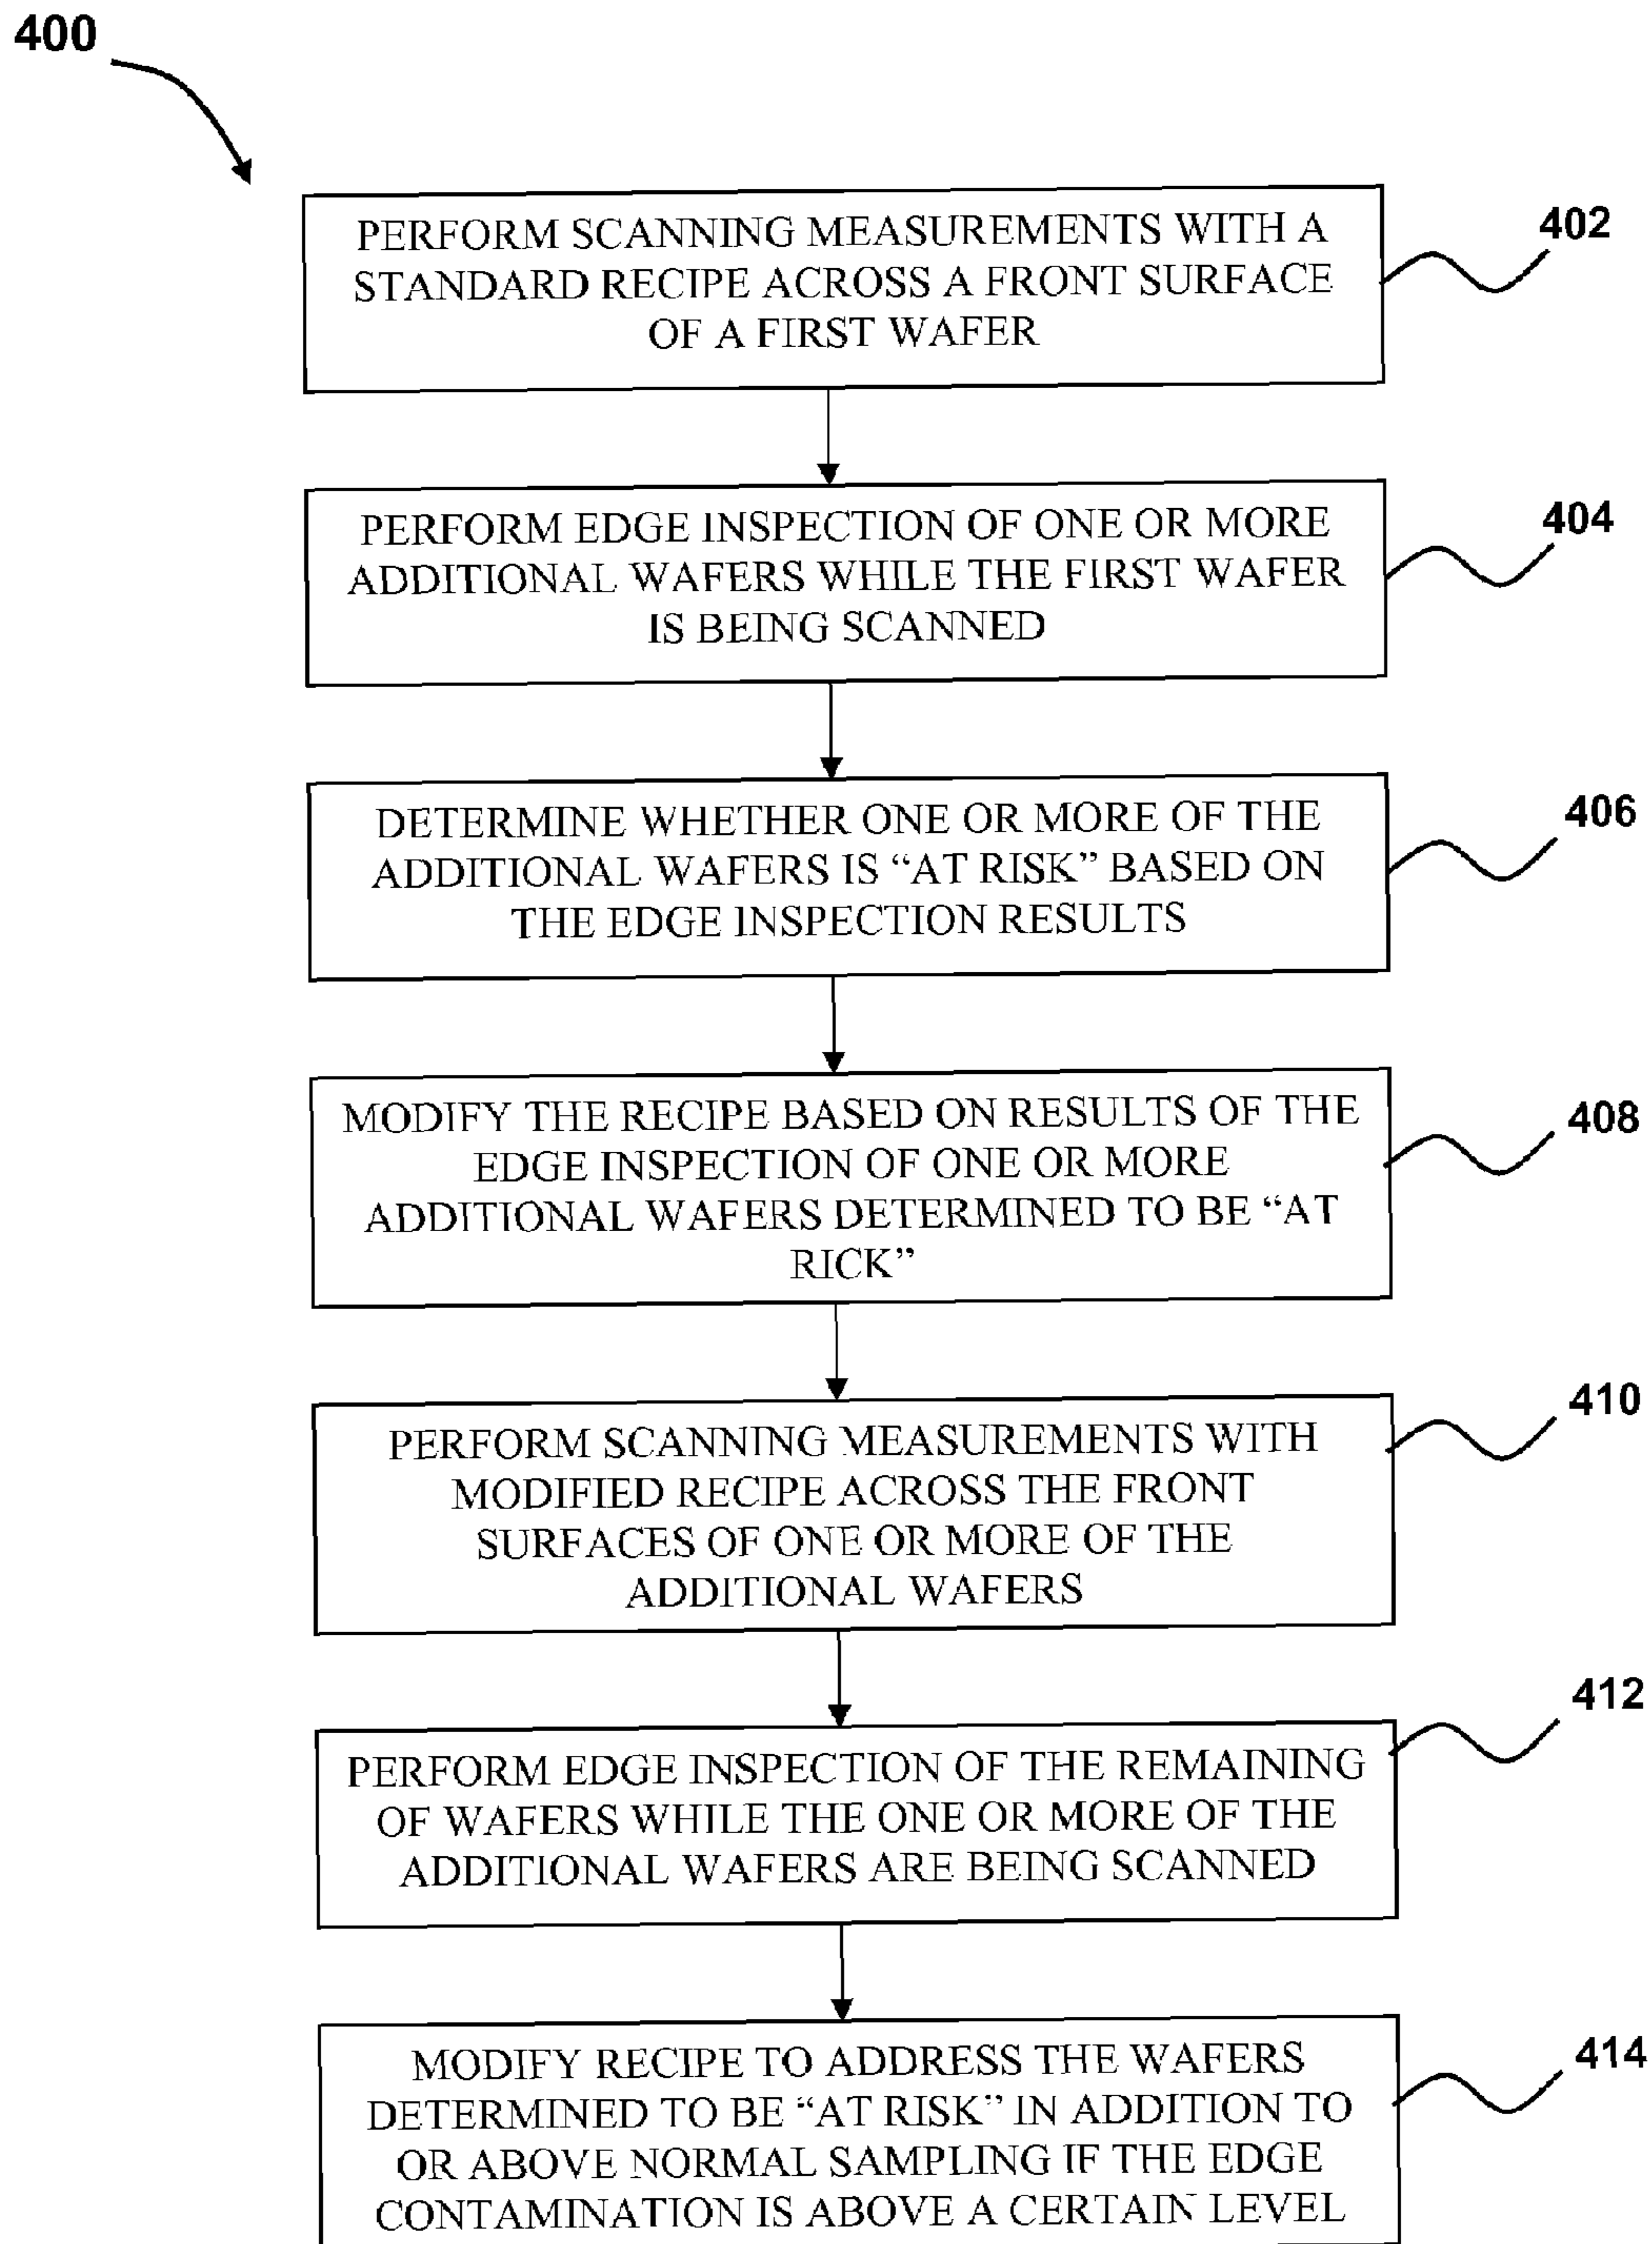 400
PERFORM SCANNING MEASUREMENTS WITH A
STANDARD RECIPE ACROSS A FRONT SURFACE
OF A FIRST WAFER
402
PERFORM EDGE INSPECTION OF ONE OR MORE
ADDITIONAL WAFERS WHILE THE FIRST WAFER
IS BEING SCANNED
404
DETERMINE WHETHER ONE OR MORE OF THE
ADDITIONAL WAFERS IS “AT RISK” BASED ON
THE EDGE INSPECTION RESULTS
406
MODIFY THE RECIPE BASED ON RESULTS OF THE
EDGE INSPECTION OF ONE OR MORE
ADDITIONAL WAFERS DETERMINED TO BE “AT
RICK”
408
PERFORM SCANNING MEASUREMENTS WITH
MODIFIED RECIPE ACROSS THE FRONT
SURFACES OF ONE OR MORE OF THE
ADDITIONAL WAFERS
410
PERFORM EDGE INSPECTION OF THE REMAINING
OF WAFERS WHILE THE ONE OR MORE OF THE
ADDITIONAL WAFERS ARE BEING SCANNED
412
MODIFY RECIPE TO ADDRESS THE WAFERS
DETERMINED TO BE “AT RISK” IN ADDITION TO
OR ABOVE NORMAL SAMPLING IF THE EDGE
CONTAMINATION IS ABOVE A CERTAIN LEVEL
414